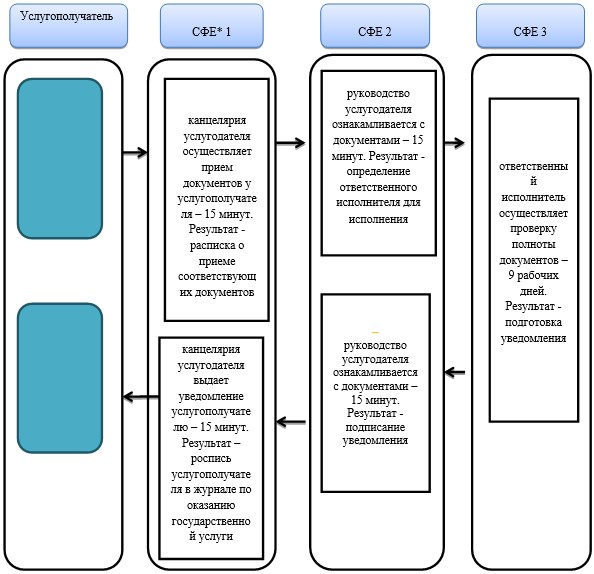 Услугополучатель
СФЕ* 1
СФЕ 2
СФЕ 3
канцелярия
услугодателя
осуществляет
прием
документов у
услугополучате
ля – 15 минут.
Результат -
расписка о
приеме
соответствующ
их документов
руководство
услугодателя
ознакамливается с
документами – 15
минут. Результат -
определение
ответственного
исполнителя для
исполнения
ответственны
й
исполнитель
осуществляет
проверку
полноты
документов –
9 рабочих
дней.
Результат -
подготовка
уведомления
руководство
услугодателя
ознакамливается
с документами –
15 минут.
Результат -
подписание
уведомления
канцелярия
услугодателя
выдает
уведомление
услугополучате
лю – 15 минут.
Результат –
роспись
услугополучате
ля в журнале по
оказанию
государственно
й услуги